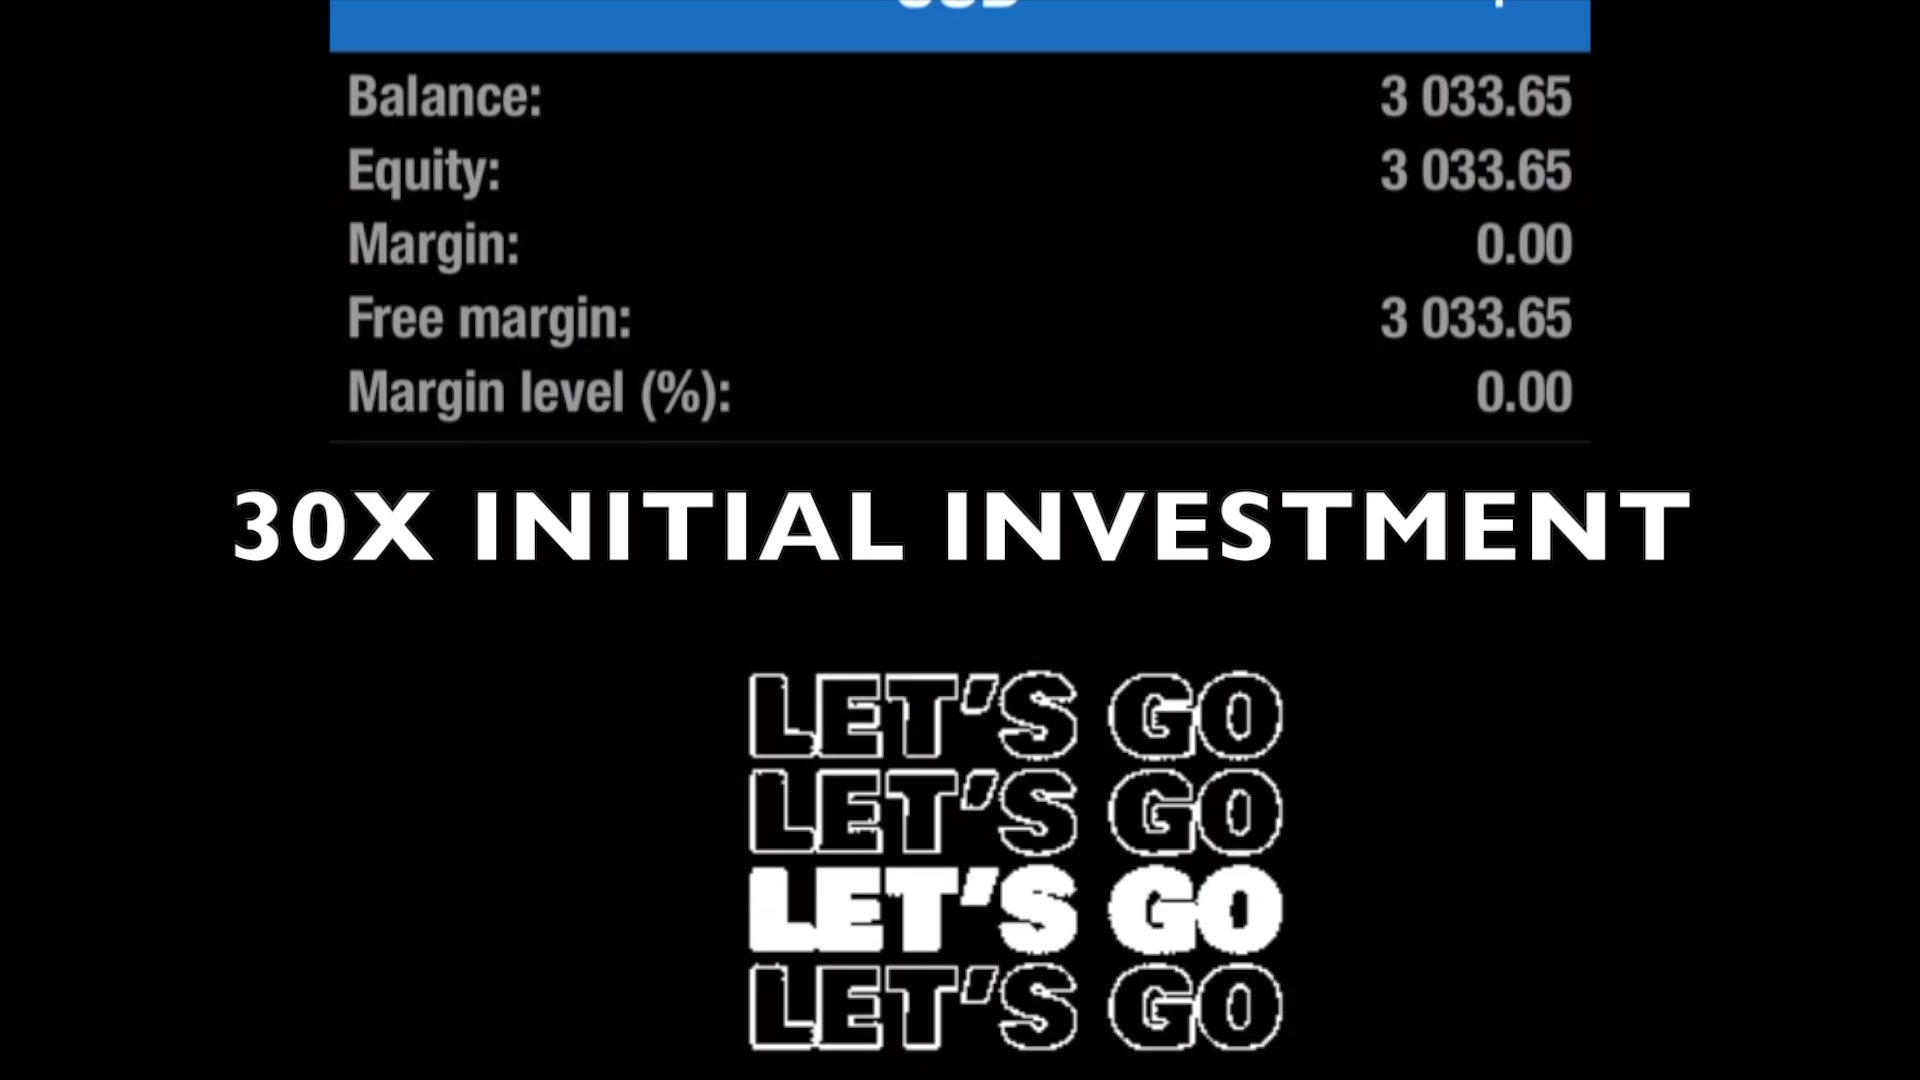 Balance: 3 033.65
Equity: 3 033.65
Margin: 0.00
Free margin: 3 033.65
Margin level (%): 0.00
30X INITIAL INVESTMENT
LET'S GO
LET'S GO
LET'S GO
LET'S GO